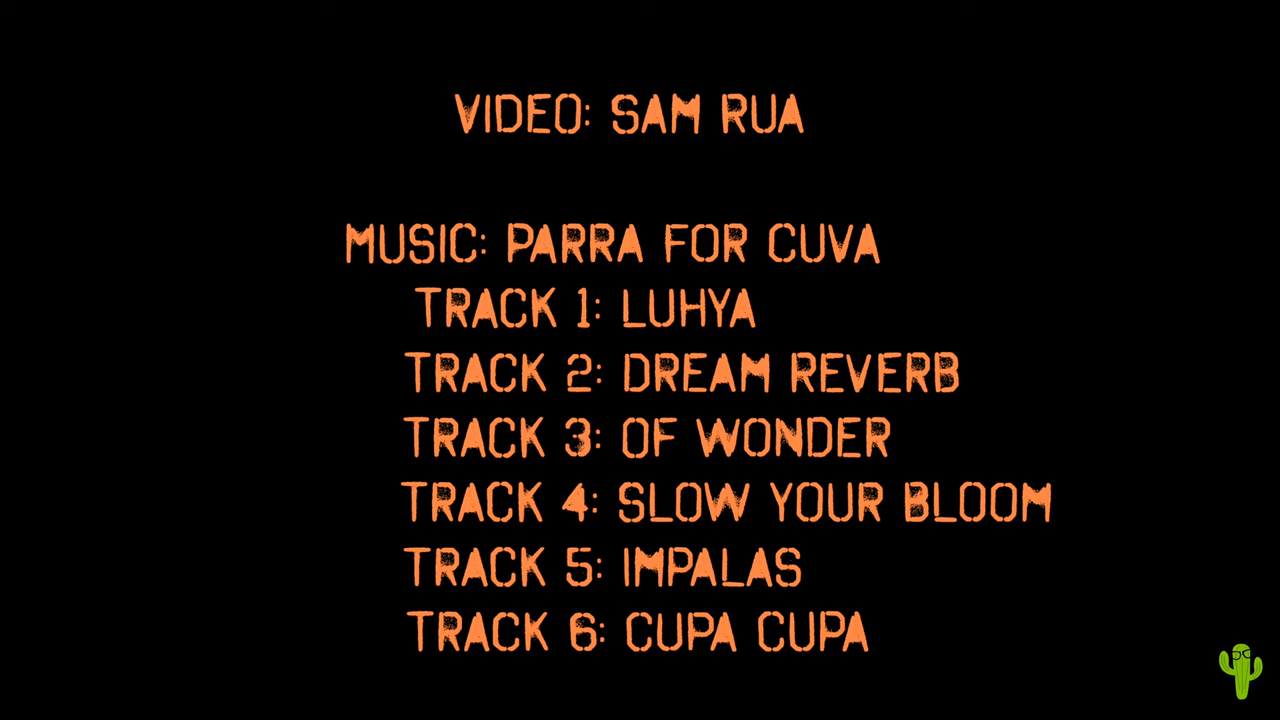 VIDEO: SAM RUA
MUSIC: PARRA FOR CUVA
TRACK 1: LUHYA
TRACK 2: DREAM REVERB
TRACK 3: OF WONDER
TRACK 4: SLOW YOUR BLOOM
TRACK 5: IMPALAS
TRACK 6: CUPA CUPA